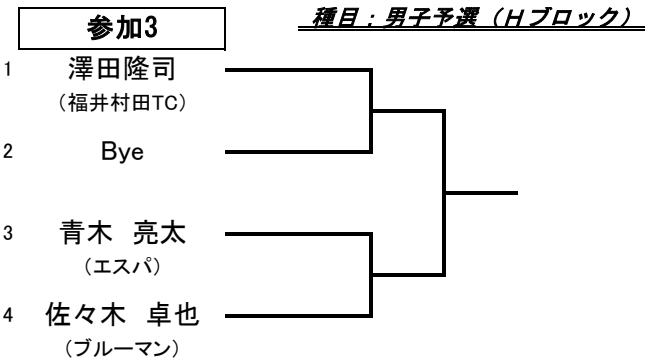 種目：男子予選（Hブロック）
参加3
1 澤田隆司
（福井村田TC）
2 Bye
3 青木 亮太
（エスパ）
4 佐々木 卓也
（ブルーマン）